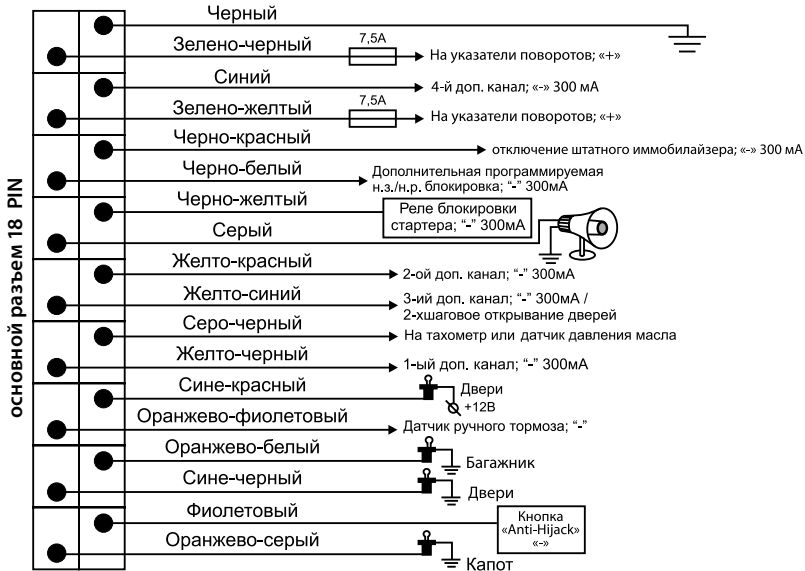 Черный
Зелено-черный
7,5А
На указатели поворотов; «+»
Синий
4-й доп. канал; «-» 300 мА
Зелено-желтый
7,5А
На указатели поворотов; «+»
Черно-красный
отключение штатного иммобилайзера; «-» 300 мА
Черно-белый
Дополнительная программируемая
н.з./н.р. блокировка; “-” 300мА
Черно-желтый
Реле блокировки
стартера; “-” 300мА
Серый
Желто-красный
2-ой доп. канал; “-” 300мА
Желто-синий
3-ий доп. канал; “-” 300мА /
2-хшаговое открывание дверей
Серо-черный
На тахометр или датчик давления масла
Желто-черный
1-ый доп. канал; “-” 300мА
Сине-красный
Двери
+12В
Оранжево-фиолетовый
Датчик ручного тормоза; “-”
Оранжево-белый
Багажник
Сине-черный
Двери
Фиолетовый
Кнопка
«Anti-Hijack»
«-»
Оранжево-серый
Капот
основной разъем 18 PIN